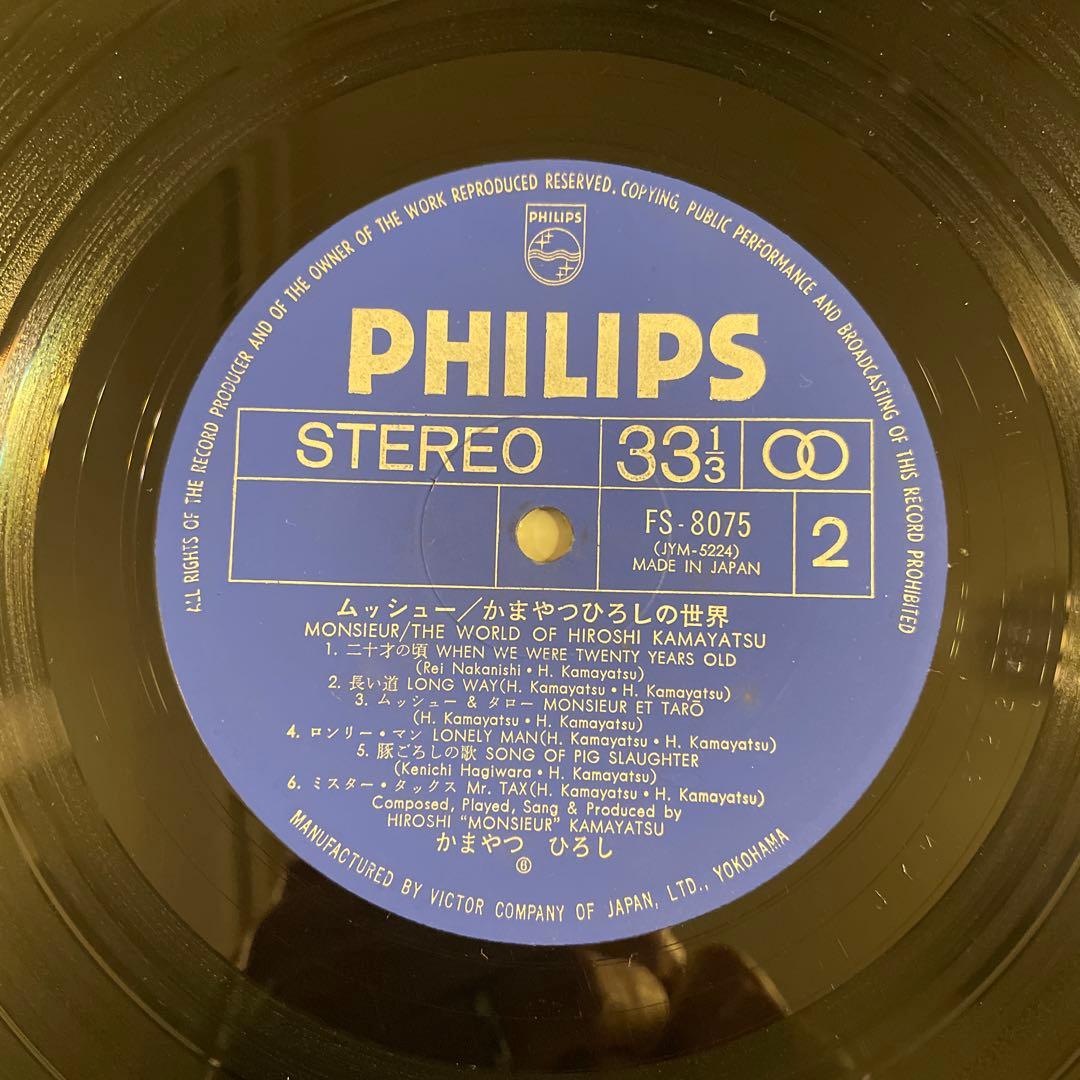 ALL RIGHTS OF THE RECORD PRODUCER AND OF THE OWNER OF THE WORK REPRODUCED RESERVED. COPYING, PUBLIC PERFORMANCE AND BROADCASTING OF THIS RECORD PROHIBITED
PHILIPS
PHILIPS
STEREO 33 1/3
FS-8075
(JYM-5224)
MADE IN JAPAN
2
ムッシュー/かまやつひろしの世界
MONSIEUR/THE WORLD OF HIROSHI KAMAYATSU
1. 二十才の頃 WHEN WE WERE TWENTY YEARS OLD
(Rei Nakanishi・H. Kamayatsu)
2. 長い道 LONG WAY(H. Kamayatsu・H. Kamayatsu)
3. ムッシュー & タロー MONSIEUR ET TARŌ
(H. Kamayatsu・H. Kamayatsu)
4. ロンリー・マン LONELY MAN(H. Kamayatsu・H. Kamayatsu)
5. 豚ごろしの歌 SONG OF PIG SLAUGHTER
(Kenichi Hagiwara・H. Kamayatsu)
6. ミスター・タックス Mr. TAX(H. Kamayatsu・H. Kamayatsu)
Composed, Played, Sang & Produced by
HIROSHI "MONSIEUR" KAMAYATSU
かまやつ ひろし
⑥
MANUFACTURED BY VICTOR COMPANY OF JAPAN, LTD., YOKOHAMA